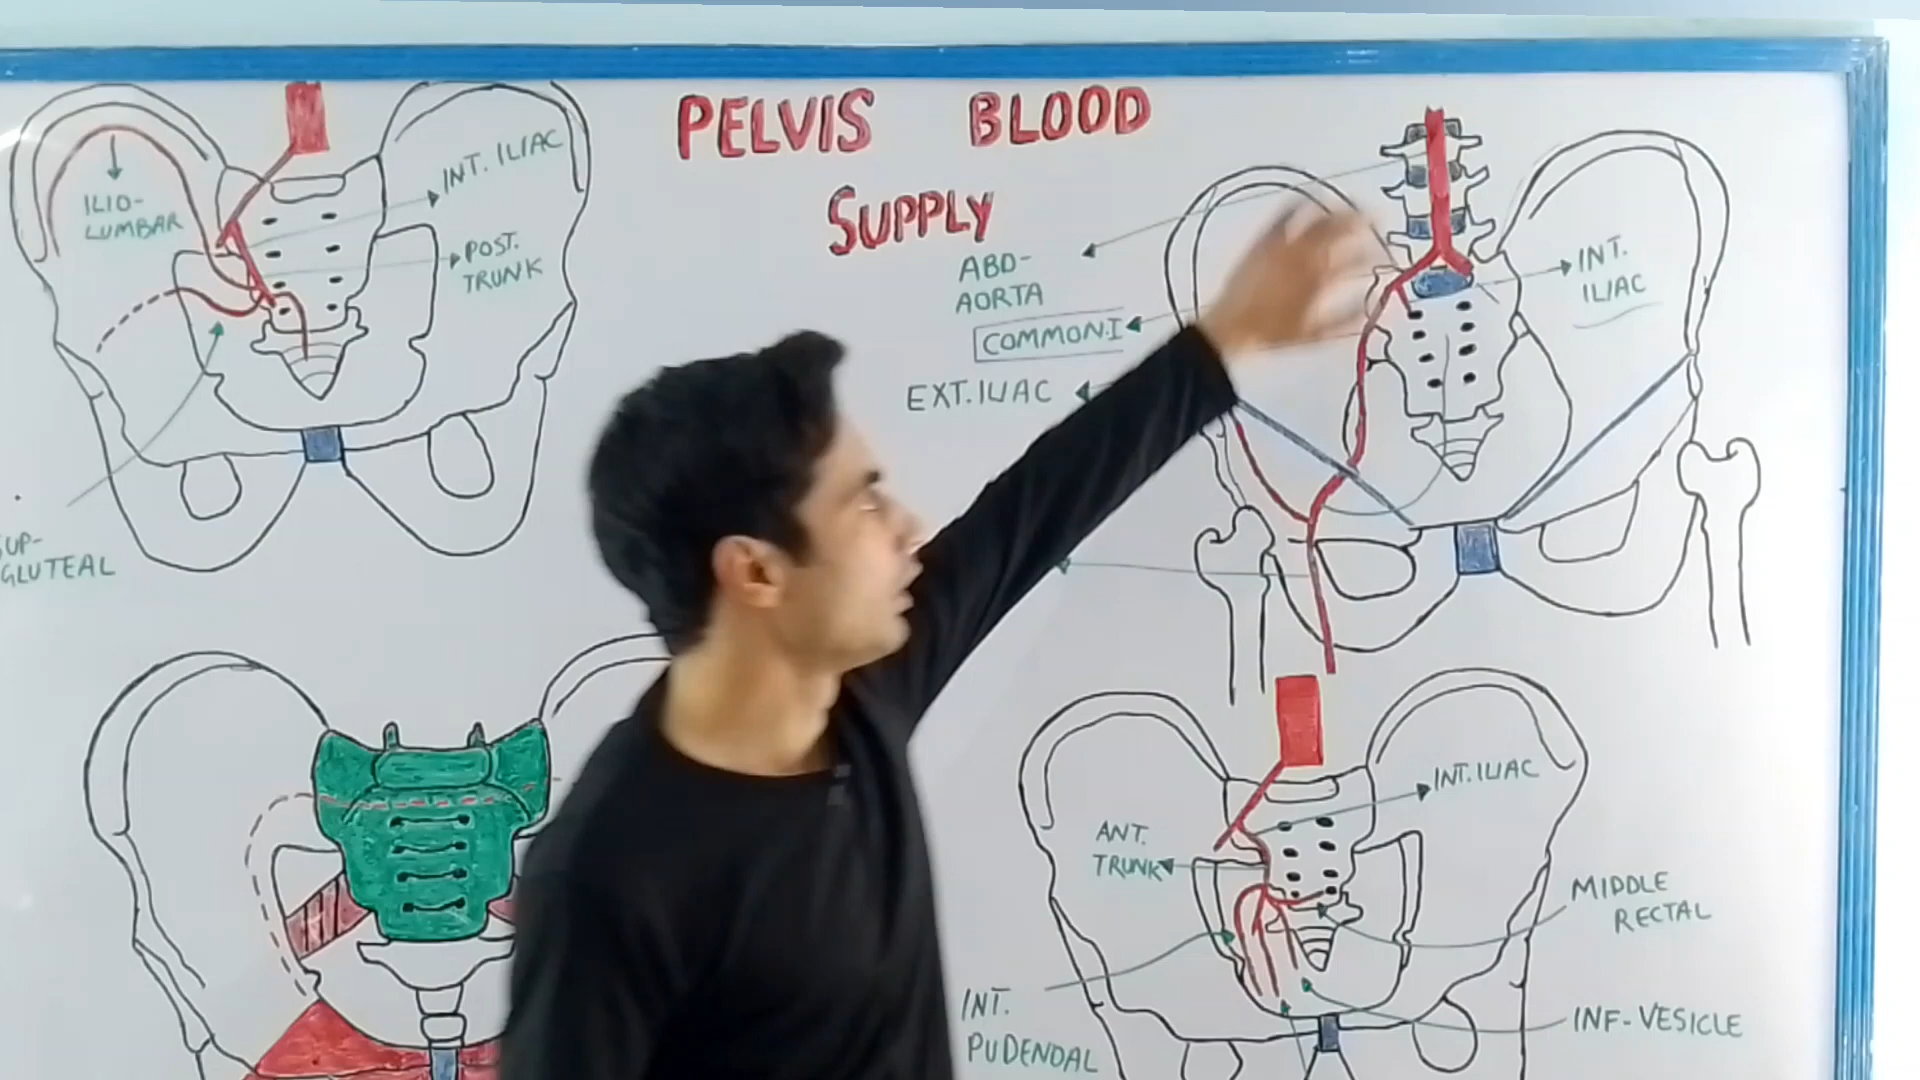 PELVIS BLOOD
SUPPLY
ILIO-
LUMBAR
INT. ILIAC
POST.
TRUNK
SUP-
GLUTEAL
ABD-
AORTA
COMMON.I
EXT.ILIAC
INT.
ILIAC
ANT.
TRUNK
INT.ILIAC
MIDDLE
RECTAL
INT.
PUDENDAL
INF-VESICLE